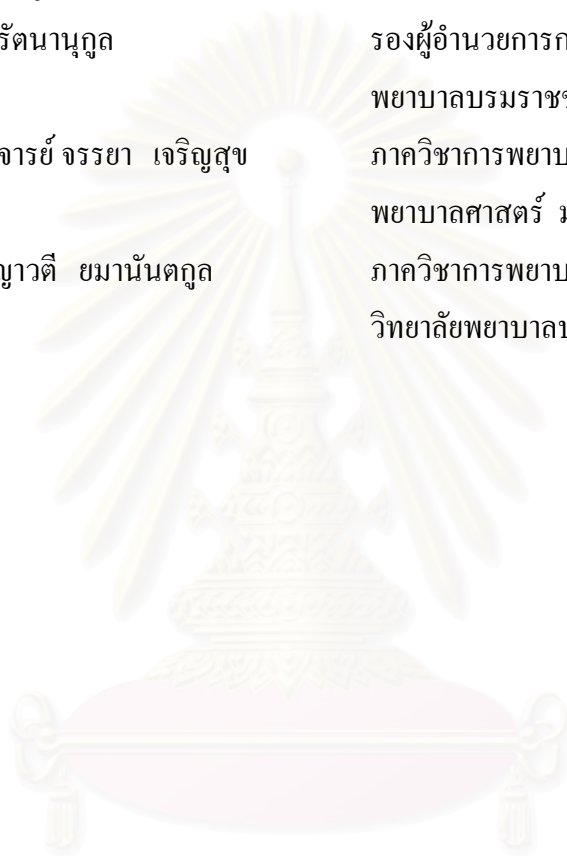 รัตนานุกูล รองผู้อำนวยการ
พยาบาลบรมราช
จารย์ จรรยา เจริญสุข ภาควิชาการพยาบ
พยาบาลศาสตร์
ญาวตี ยมานันตกูล ภาควิชาการพยาบ
วิทยาลัยพยาบาล